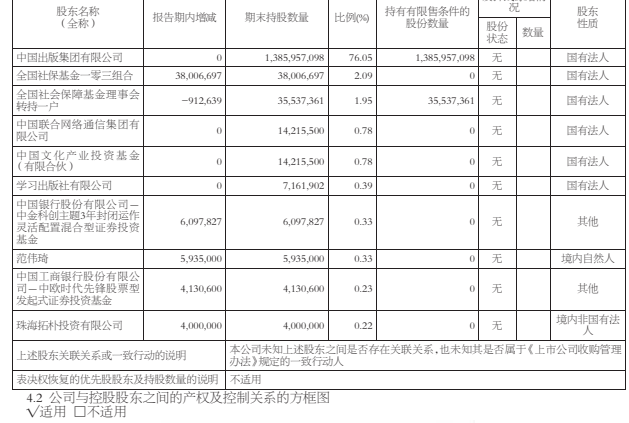 股东名称
（全称）
报告期内增减
期末持股数量
比例(%)
持有有限售条件的
股份数量
况
股份
状态
数量
股东
性质
中国出版集团有限公司 0 1,385,957,098 76.05 1,385,957,098 无 国有法人
全国社保基金一零三组合 38,006,697 38,006,697 2.09 0 无 国有法人
全国社会保障基金理事会
转持一户 -912,639 35,537,361 1.95 35,537,361 无 国有法人
中国联合网络通信集团有
限公司 0 14,215,500 0.78 0 无 国有法人
中国文化产业投资基金
（有限合伙） 0 14,215,500 0.78 0 无 国有法人
学习出版社有限公司 0 7,161,902 0.39 0 无 国有法人
中国银行股份有限公司－
中金科创主题3年封闭运作
灵活配置混合型证券投资
基金 6,097,827 6,097,827 0.33 0 无 其他
范伟琦 5,935,000 5,935,000 0.33 0 无 境内自然人
中国工商银行股份有限公
司－中欧时代先锋股票型
发起式证券投资基金 4,130,600 4,130,600 0.23 0 无 其他
珠海拓朴投资有限公司 4,000,000 4,000,000 0.22 0 无 境内非国有法
人
上述股东关联关系或一致行动的说明
本公司未知上述股东之间是否存在关联关系，也未知其是否属于《上市公司收购管理
办法》规定的一致行动人
表决权恢复的优先股股东及持股数量的说明 不适用
4.2 公司与控股股东之间的产权及控制关系的方框图
√适用 □不适用